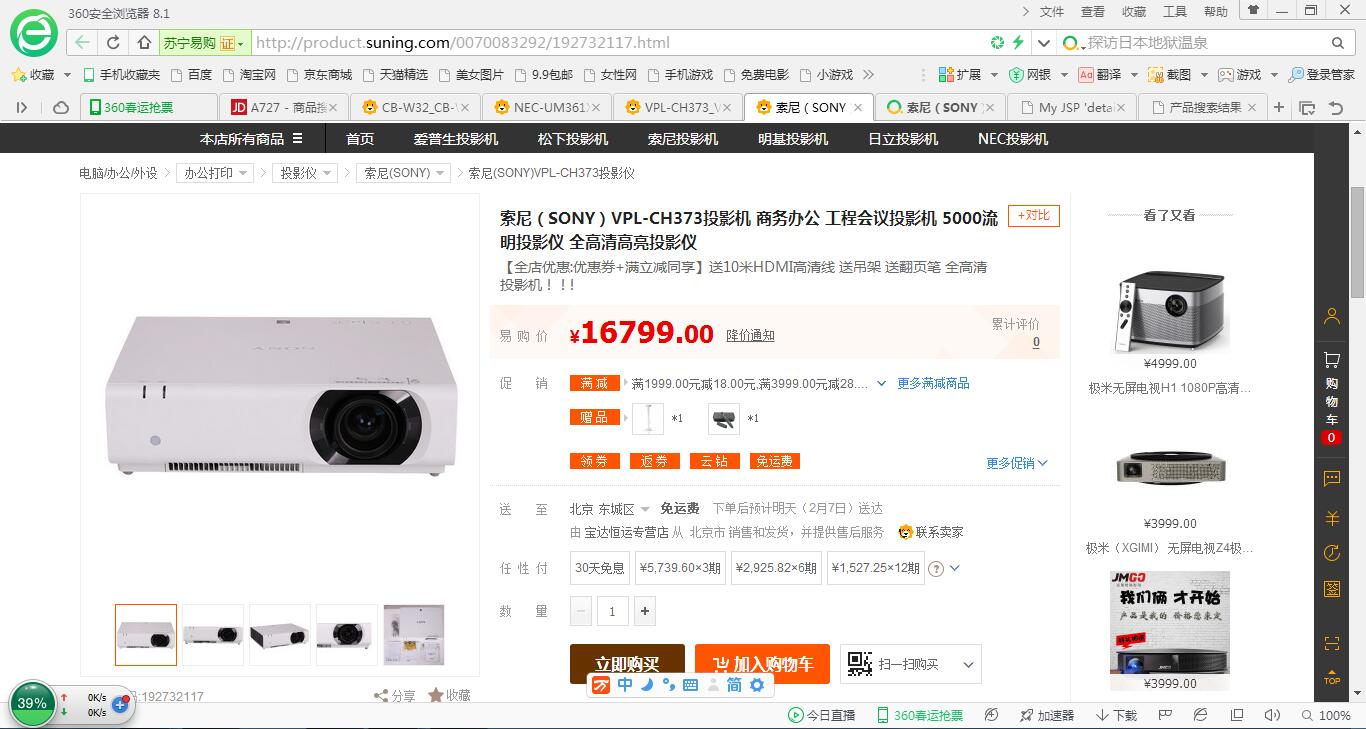 360安全浏览器 8.1
文件 查看 收藏 工具 帮助
苏宁易购 证 http://product.suning.com/0070083292/192732117.html 探访日本地狱温泉
收藏 手机收藏夹 百度 淘宝网 京东商城 天猫精选 美女图片 9.9包邮 女性网 手机游戏 免费电影 小游戏 扩展 网银 Aあ 翻译 截图 游戏 登录管家
360春运抢票 JD A727 - 商品搜 CB-W32_CB- NEC-UM361 VPL-CH373_V 索尼（SONY 索尼（SONY My JSP 'detai 产品搜索结果
本店所有商品 首页 爱普生投影机 松下投影机 索尼投影机 明基投影机 日立投影机 NEC投影机
电脑/办公/外设 办公打印 投影仪 索尼(SONY) 索尼(SONY)VPL-CH373投影仪
索尼（SONY）VPL-CH373投影机 商务办公 工程会议投影机 5000流
明投影仪 全高清高亮投影仪
+对比
【全店优惠:优惠券+满立减同享】送10米HDMI高清线 送吊架 送翻页笔 全高清
投影机！！！
易购价 ¥16799.00 降价通知
累计评价
0
促销 满减 满1999.00元减18.00元,满3999.00元减28.... 更多满减商品
赠品 *1 *1
领券 返券 云钻 免运费 更多促销
送至 北京 东城区 免运费 下单后预计明天（2月7日）送达
由 宝达恒运专营店 从 北京市 销售和发货，并提供售后服务 联系卖家
任性付 30天免息 ¥5,739.60×3期 ¥2,925.82×6期 ¥1,527.25×12期 ?
数量 − 1 +
立即购买 加入购物车 扫一扫购买
万 中 简
:192732117 分享 收藏
看了又看
¥4999.00
极米无屏电视H1 1080P高清...
¥3999.00
极米（XGIMI） 无屏电视Z4极...
JMGO
我们俩 才开始
产品是我的 价格您来定
JMGO
¥3999.00
购
物
车
0
签
TOP
39% 0K/s
0K/s
今日直播 360春运抢票 加速器 下载 100%